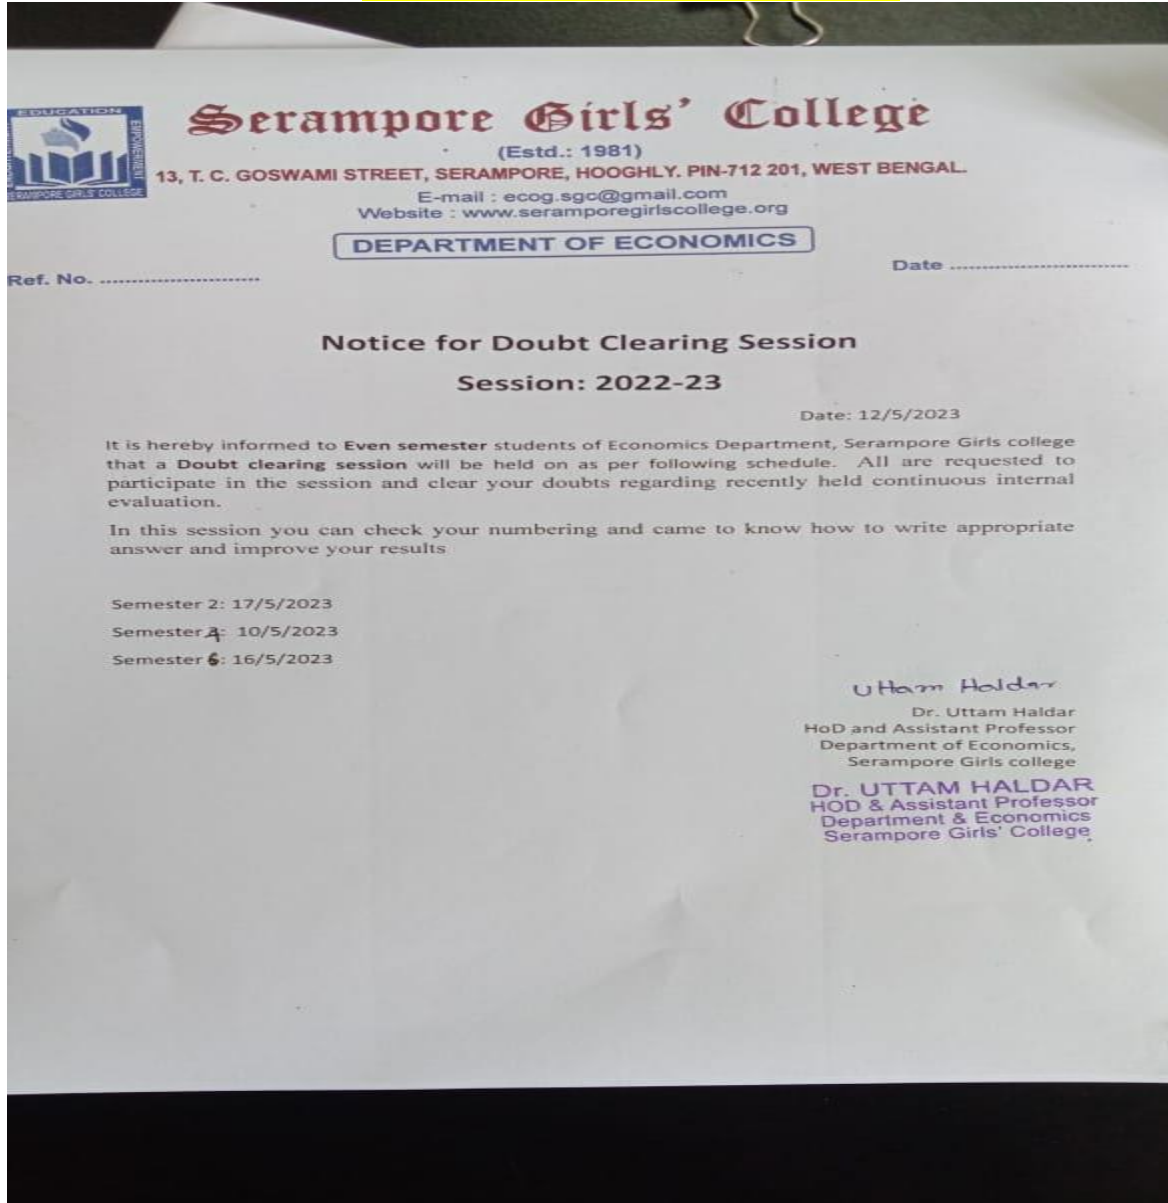 EDUCATION
EMPOWERMENT
SERAMPORE GIRLS' COLLEGE
Serampore Girls' College
(Estd.: 1981)
13, T. C. GOSWAMI STREET, SERAMPORE, HOOGHLY. PIN-712 201, WEST BENGAL.
E-mail : ecog.sgc@gmail.com
Website : www.seramporegirlscollege.org
DEPARTMENT OF ECONOMICS
Ref. No. ........................
Date ............................
Notice for Doubt Clearing Session
Session: 2022-23
Date: 12/5/2023
It is hereby informed to Even semester students of Economics Department, Serampore Girls college
that a Doubt clearing session will be held on as per following schedule. All are requested to
participate in the session and clear your doubts regarding recently held continuous internal
evaluation.
In this session you can check your numbering and came to know how to write appropriate
answer and improve your results
Semester 2: 17/5/2023
Semester 4: 10/5/2023
Semester 6: 16/5/2023
Uttam Haldar
Dr. Uttam Haldar
HoD and Assistant Professor
Department of Economics,
Serampore Girls college
Dr. UTTAM HALDAR
HOD & Assistant Professor
Department & Economics
Serampore Girls' College